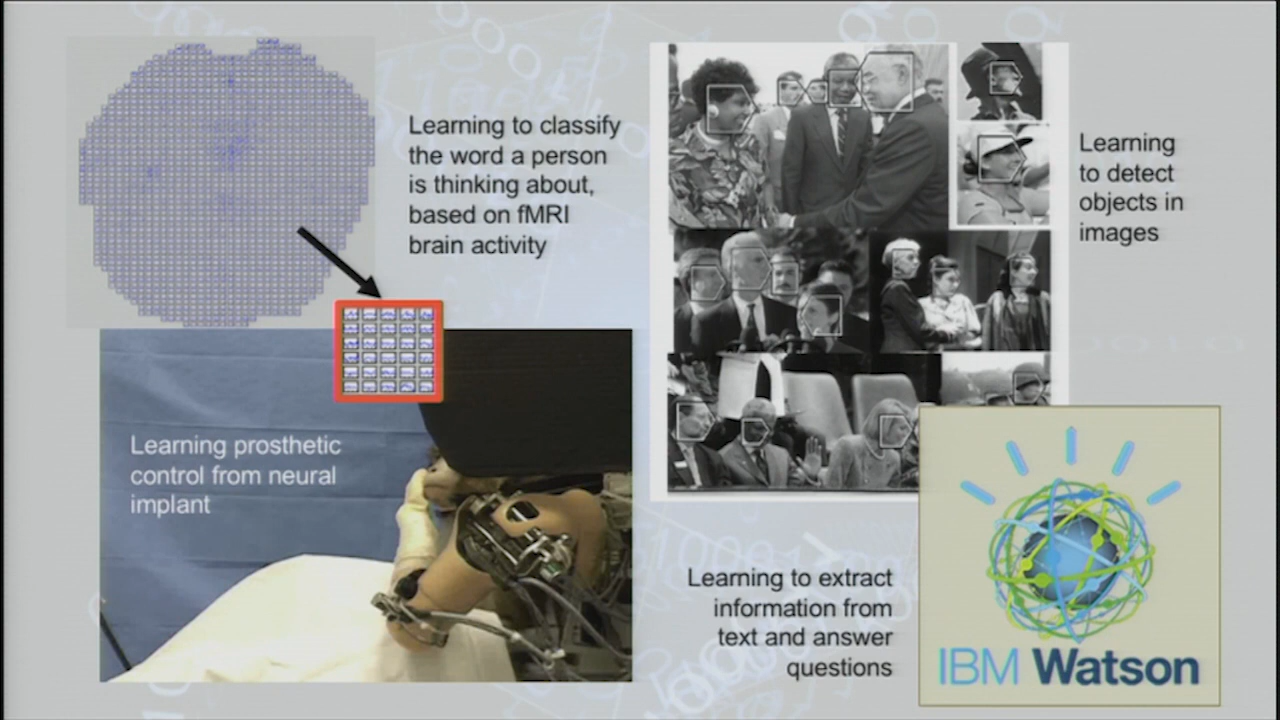 Learning to classify
the word a person
is thinking about,
based on fMRI
brain activity
Learning
to detect
objects in
images
Learning prosthetic
control from neural
implant
Learning to extract
information from
text and answer
questions
IBM Watson